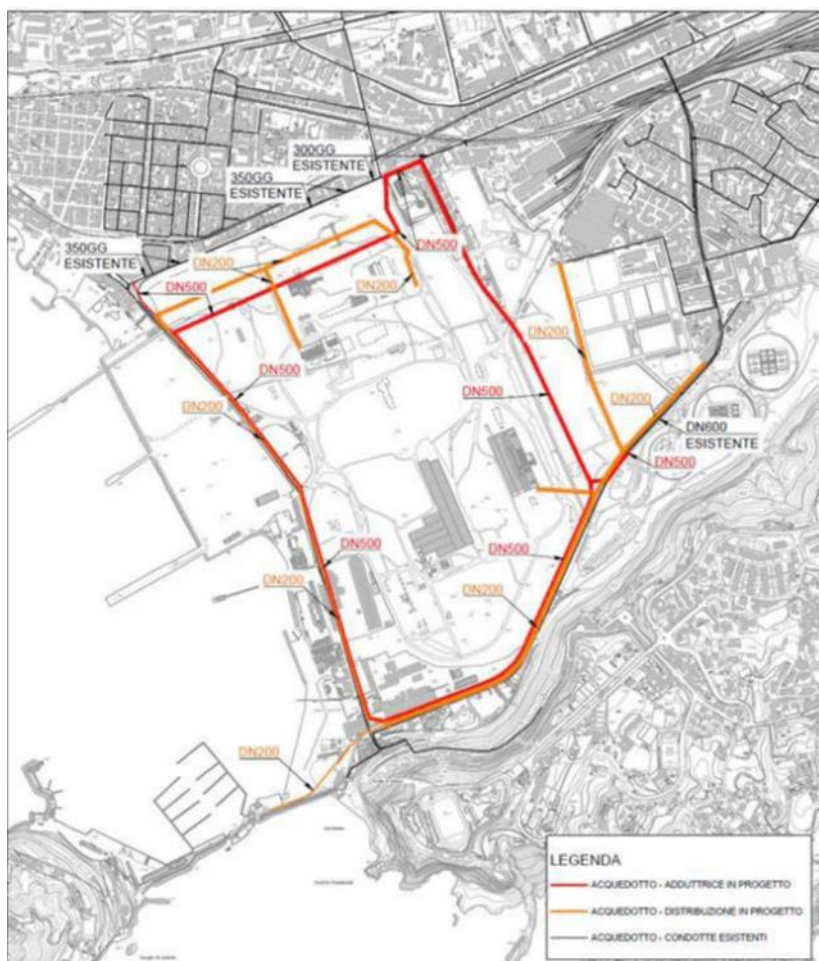 300GG
ESISTENTE
350GG
ESISTENTE
350GG
ESISTENTE
DN500
DN200
DN500
DN200
DN200
DN500
DN200
DN500
DN200
DN600
ESISTENTE
DN500
DN500
DN500
DN200
DN200
DN200
LEGENDA
ACQUEDOTTO - ADDUTTRICE IN PROGETTO
ACQUEDOTTO - DISTRIBUZIONE IN PROGETTO
ACQUEDOTTO - CONDOTTE ESISTENTI